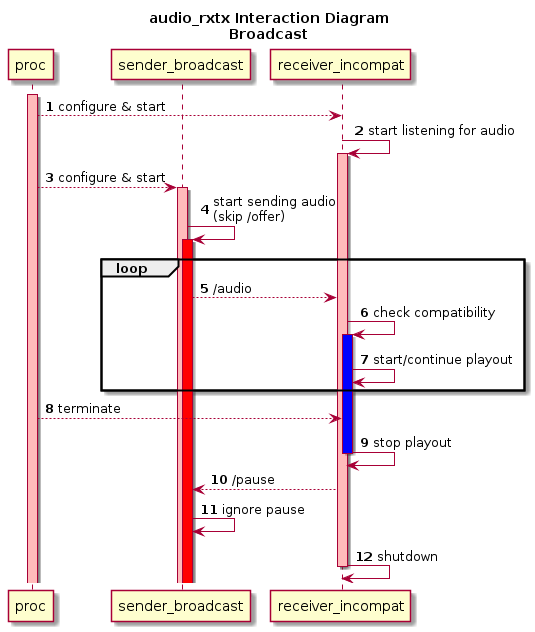 audio_rxtx Interaction Diagram
Broadcast
proc
sender_broadcast
receiver_incompat
1 configure & start
2 start listening for audio
3 configure & start
4 start sending audio
(skip /offer)
loop
5 /audio
6 check compatibility
7 start/continue playout
8 terminate
9 stop playout
10 /pause
11 ignore pause
12 shutdown
proc
sender_broadcast
receiver_incompat